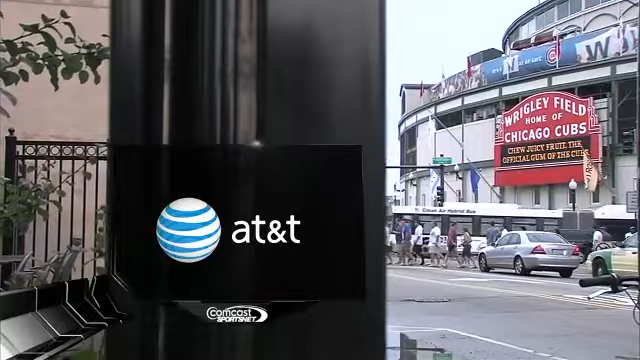 WRIGLEY FIELD
HOME OF
CHICAGO CUBS
CHEW JUICY FRUIT. THE
OFFICIAL GUM OF THE CUBS
at&t
Comcast
SPORTSNET